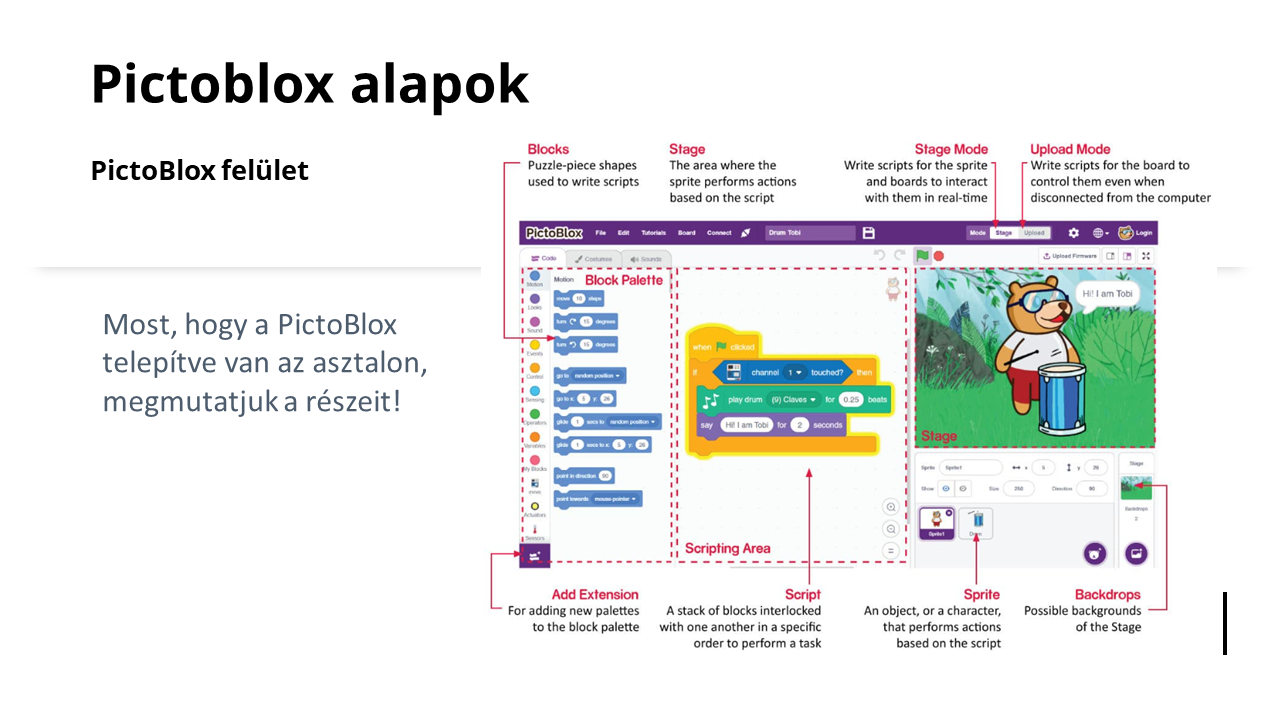 Pictoblox alapok
PictoBlox felület
Most, hogy a PictoBlox
telepítve van az asztalon,
megmutatjuk a részeit!
Blocks
Puzzle-piece shapes
used to write scripts
Stage
The area where the
sprite performs actions
based on the script
Stage Mode
Write scripts for the sprite
and boards to interact
with them in real-time
Upload Mode
Write scripts for the board to
control them even when
disconnected from the computer
PictoBlox File Edit Tutorials Board Connect Drum Tobi Mode Stage Upload Login
Code Costumes Sounds Upload Firmware
Motion
Looks
Sound
Events
Control
Sensing
Operators
Variables
My Blocks
Actuators
Sensors
Motion Block Palette
move 10 steps
turn 15 degrees
turn 15 degrees
go to random position
go to x: 5 y: 26
glide 1 secs to random position
glide 1 secs to x: 5 y: 26
point in direction 90
point towards mouse-pointer
when clicked
if channel 1 touched? then
play drum (9) Claves for 0.25 beats
say Hi! I am Tobi for 2 seconds
Scripting Area
Hi! I am Tobi
Stage
Sprite Sprite1 x 5 y 26
Show Size 250 Direction 90
Sprite1
Stage
Backdrops
2
Add Extension
For adding new palettes
to the block palette
Script
A stack of blocks interlocked
with one another in a specific
order to perform a task
Sprite
An object, or a character,
that performs actions
based on the script
Backdrops
Possible backgrounds
of the Stage